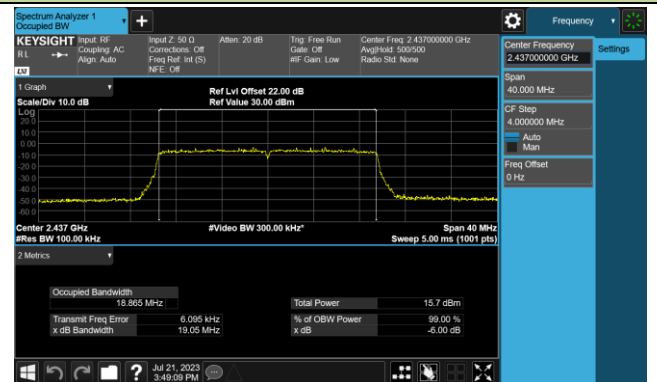 Spectrum Analyzer 1
Occupied BW
Frequency
KEYSIGHT
RL
LXI
Input: RF
Coupling: AC
Align: Auto
Input Z: 50 Ω
Corrections: Off
Freq Ref: Int (S)
NFE: Off
Atten: 20 dB
Trig: Free Run
Gate: Off
#IF Gain: Low
Center Freq: 2.437000000 GHz
Avg|Hold: 500/500
Radio Std: None
Center Frequency
2.437000000 GHz
Settings
Span
40.000 MHz
CF Step
4.000000 MHz
Auto
Man
Freq Offset
0 Hz
1 Graph
Scale/Div 10.0 dB
Ref Lvl Offset 22.00 dB
Ref Value 30.00 dBm
Log
20.0
10.0
0.00
-10.0
-20.0
-30.0
-40.0
-50.0
-60.0
Center 2.437 GHz
#Res BW 100.00 kHz
#Video BW 300.00 kHz*
Span 40 MHz
Sweep 5.00 ms (1001 pts)
2 Metrics
Occupied Bandwidth
18.865 MHz
Total Power 15.7 dBm
Transmit Freq Error 6.095 kHz
% of OBW Power 99.00 %
x dB Bandwidth 19.05 MHz
x dB -6.00 dB
?
Jul 21, 2023
3:49:09 PM